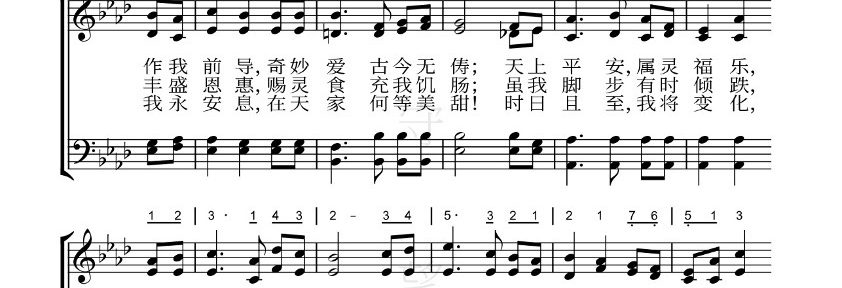 作我前导,奇妙爱古今无俦;天上平安,属灵福乐,
丰盛恩惠,赐灵食充我饥肠;虽我脚步有时倾跌,
我永安息,在天家何等美甜!时日且至,我将变化,
1 2 | 3· 1 4 3 | 2 - 3 4 | 5· 3 2 1 | 2 1 7 6 | 5 1 3